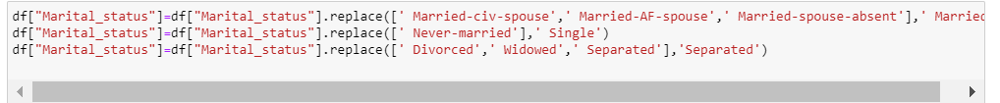 df["Marital_status"]=df["Marital_status"].replace([' Married-civ-spouse',' Married-AF-spouse',' Married-spouse-absent'],' Married
df["Marital_status"]=df["Marital_status"].replace([' Never-married'],' Single')
df["Marital_status"]=df["Marital_status"].replace([' Divorced',' Widowed',' Separated'],'Separated')